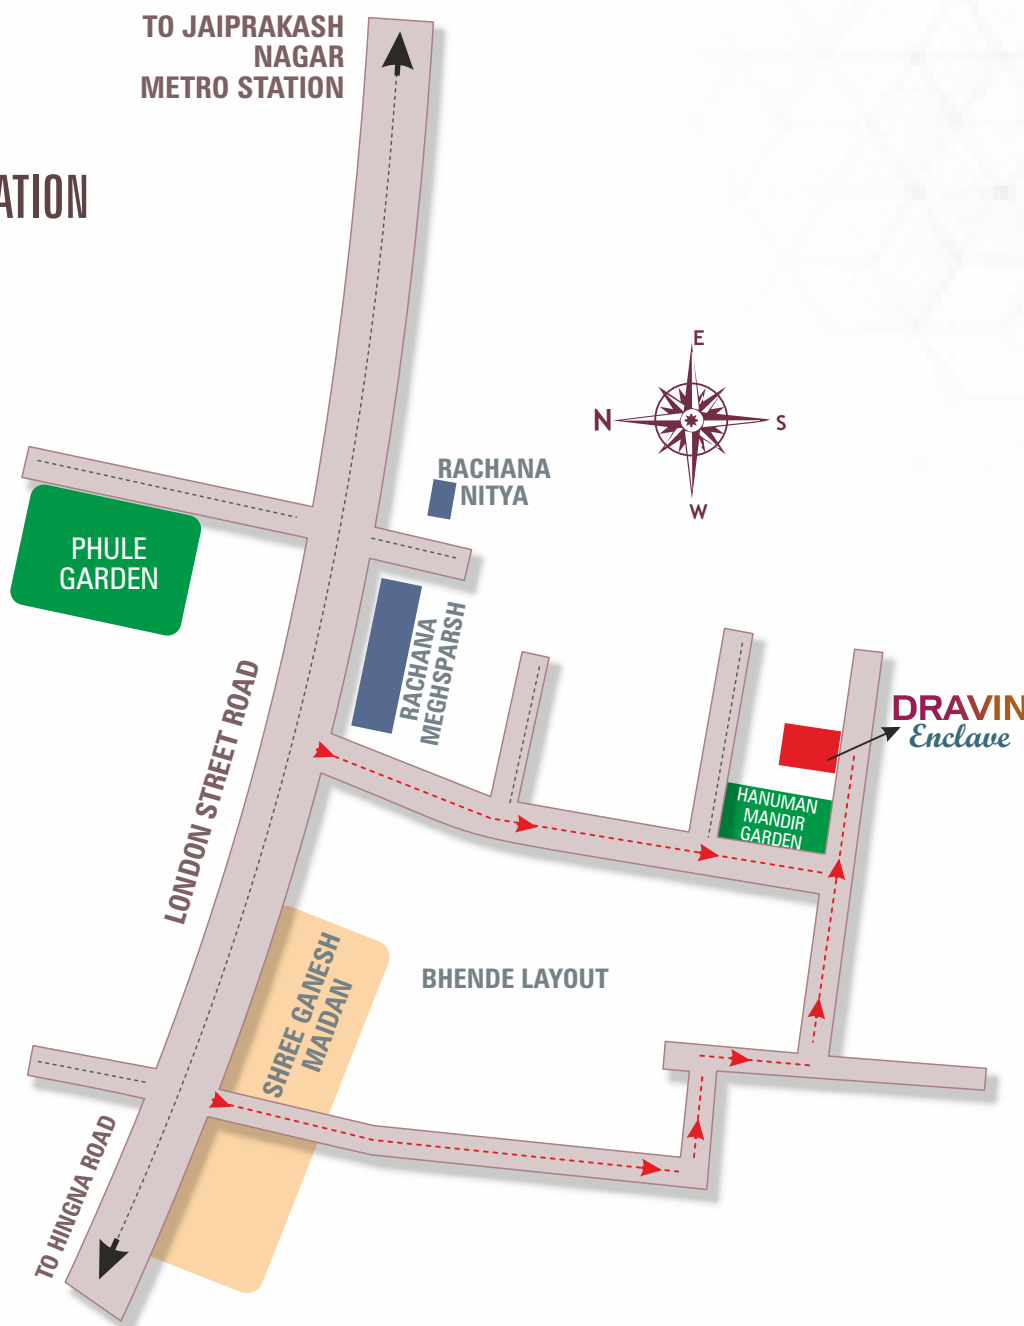 TO JAIPRAKASH
NAGAR
METRO STATION
ATION
E
N
S
W
RACHANA
NITYA
PHULE
GARDEN
RACHANA
MEGHSPARSH
LONDON STREET ROAD
DRAVIN
Enclave
HANUMAN
MANDIR
GARDEN
SHREE GANESH
MAIDAN
BHENDE LAYOUT
TO HINGNA ROAD